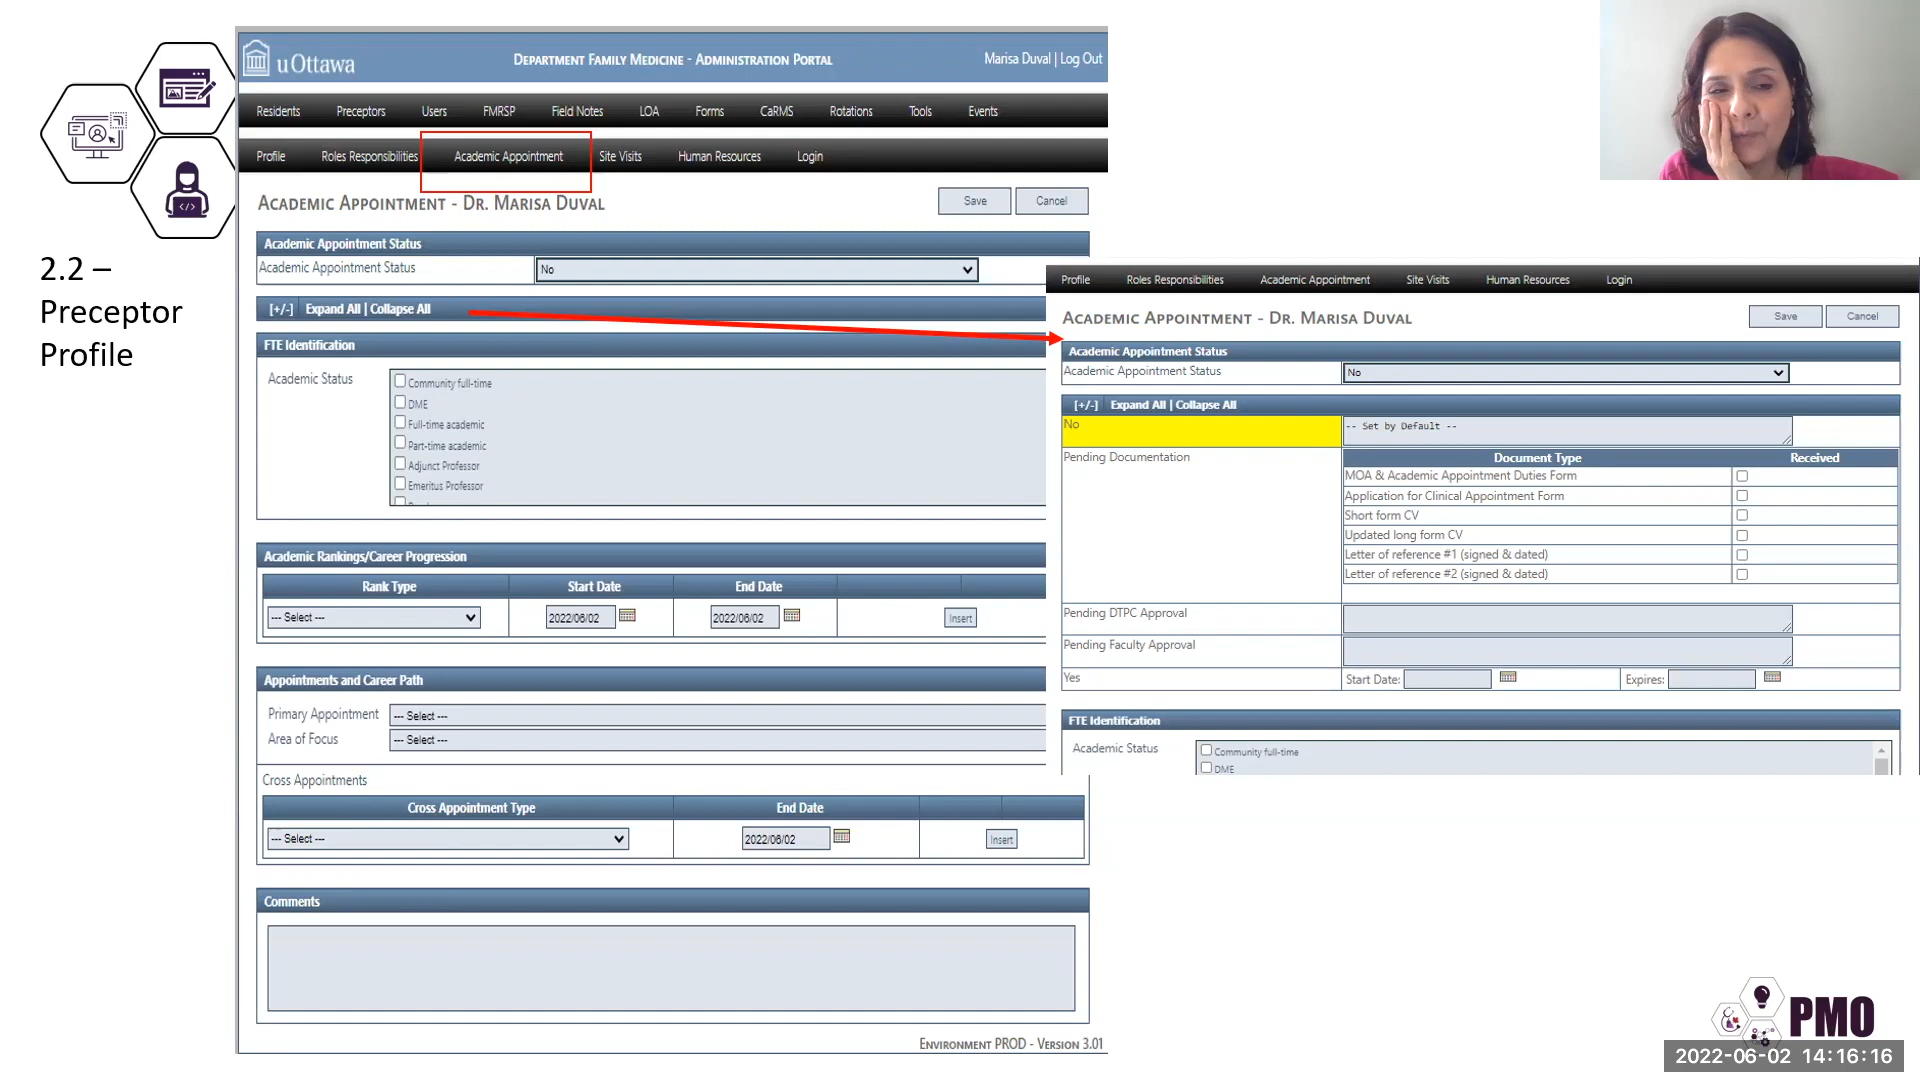 2.2 –
Preceptor
Profile
uOttawa
Department Family Medicine - Administration Portal
Marisa Duval | Log Out
Residents Preceptors Users FMRSP Field Notes LOA Forms CaRMS Rotations Tools Events
Profile Roles Responsibilities Academic Appointment Site Visits Human Resources Login
Academic Appointment - Dr. Marisa Duval
Save Cancel
Academic Appointment Status
Academic Appointment Status No
[+/-] Expand All | Collapse All
FTE Identification
Academic Status
Community full-time
DME
Full-time academic
Part-time academic
Adjunct Professor
Emeritus Professor
Academic Rankings/Career Progression
Rank Type Start Date End Date
--- Select --- 2022/06/02 2022/06/02 Insert
Appointments and Career Path
Primary Appointment --- Select ---
Area of Focus --- Select ---
Cross Appointments
Cross Appointment Type End Date
--- Select --- 2022/06/02 Insert
Comments
Environment PROD - Version 3.01
Profile Roles Responsibilities Academic Appointment Site Visits Human Resources Login
Academic Appointment - Dr. Marisa Duval
Save Cancel
Academic Appointment Status
Academic Appointment Status No
[+/-] Expand All | Collapse All
No -- Set by Default --
Pending Documentation
Document Type Received
MOA & Academic Appointment Duties Form
Application for Clinical Appointment Form
Short form CV
Updated long form CV
Letter of reference #1 (signed & dated)
Letter of reference #2 (signed & dated)
Pending DTPC Approval
Pending Faculty Approval
Yes Start Date: Expires:
FTE Identification
Academic Status
Community full-time
DME
PMO
2022-06-02 14:16:16